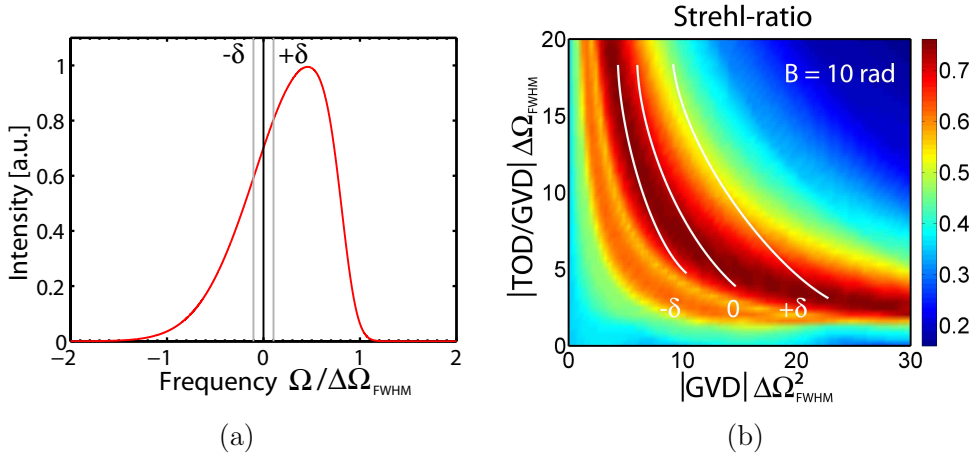 -δ
+δ
1
0.8
0.6
0.4
0.2
0
Intensity [a.u.]
−2
−1
0
1
2
Frequency Ω/ΔΩFWHM
(a)
Strehl-ratio
B = 10 rad
20
15
10
5
0
|TOD/GVD| ΔΩFWHM
-δ
0
+δ
0
10
20
30
|GVD| ΔΩ²FWHM
0.7
0.6
0.5
0.4
0.3
0.2
(b)